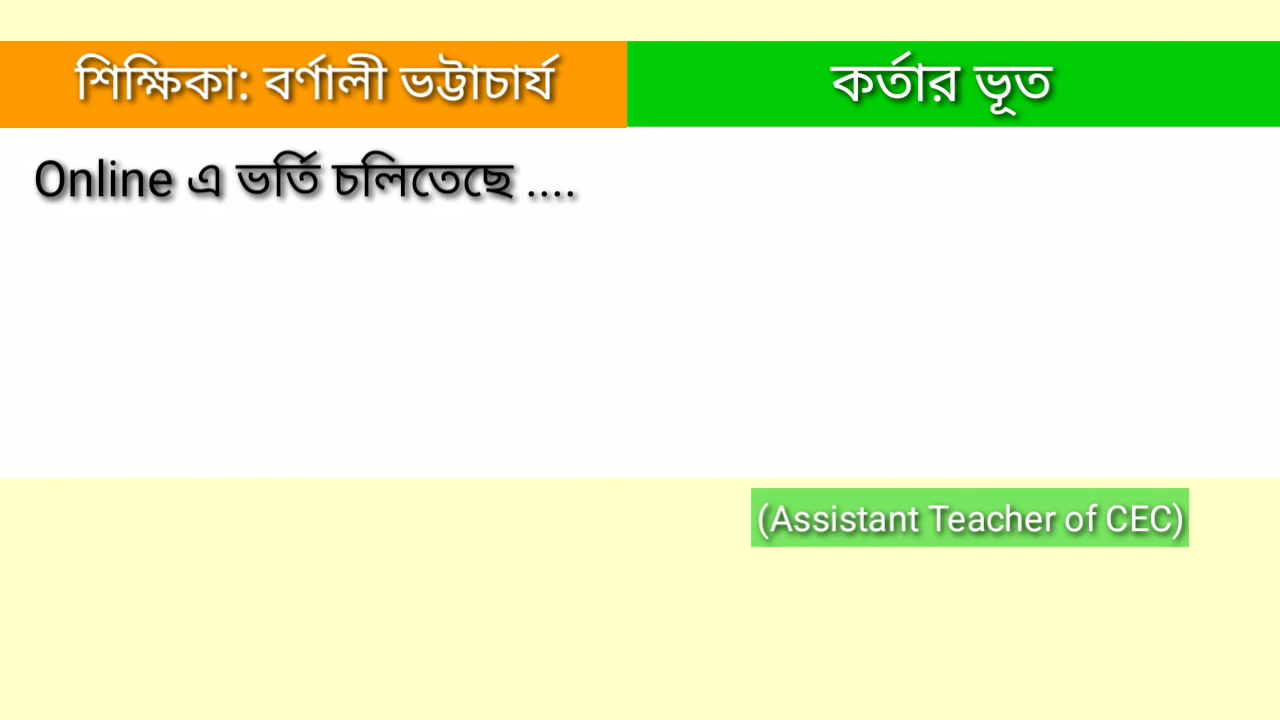 শিক্ষিকা: বর্ণালী ভট্টাচার্য
কর্তার ভূত
Online এ ভর্তি চলিতেছে ....
(Assistant Teacher of CEC)